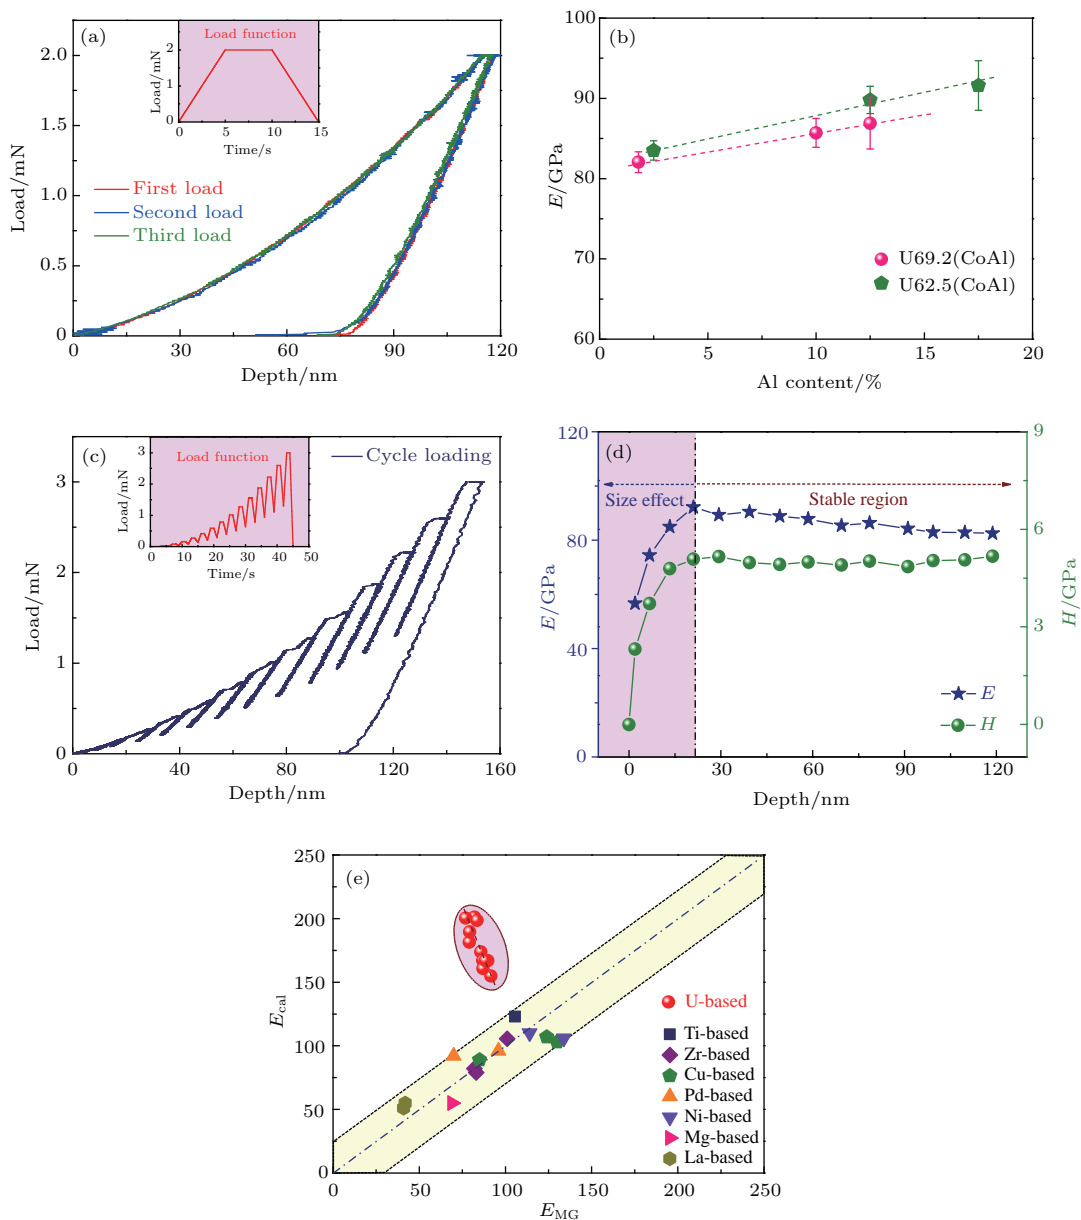 (a)
Load function
Load/mN
2
1
0
0
5
10
15
Time/s
2.0
1.5
1.0
0.5
0
Load/mN
First load
Second load
Third load
0
30
60
90
120
Depth/nm
(b)
100
90
80
70
60
E/GPa
U69.2(CoAl)
U62.5(CoAl)
0
5
10
15
20
Al content/%
(c)
Load function
Load/mN
3
2
1
0
0
10
20
30
40
50
Time/s
Cycle loading
3
2
1
0
Load/mN
0
40
80
120
160
Depth/nm
(d)
120
80
40
0
E/GPa
Size effect
Stable region
9
6
3
0
H/GPa
E
H
0
30
60
90
120
Depth/nm
(e)
250
200
150
100
50
0
Ecal
U-based
Ti-based
Zr-based
Cu-based
Pd-based
Ni-based
Mg-based
La-based
0
50
100
150
200
250
EMG